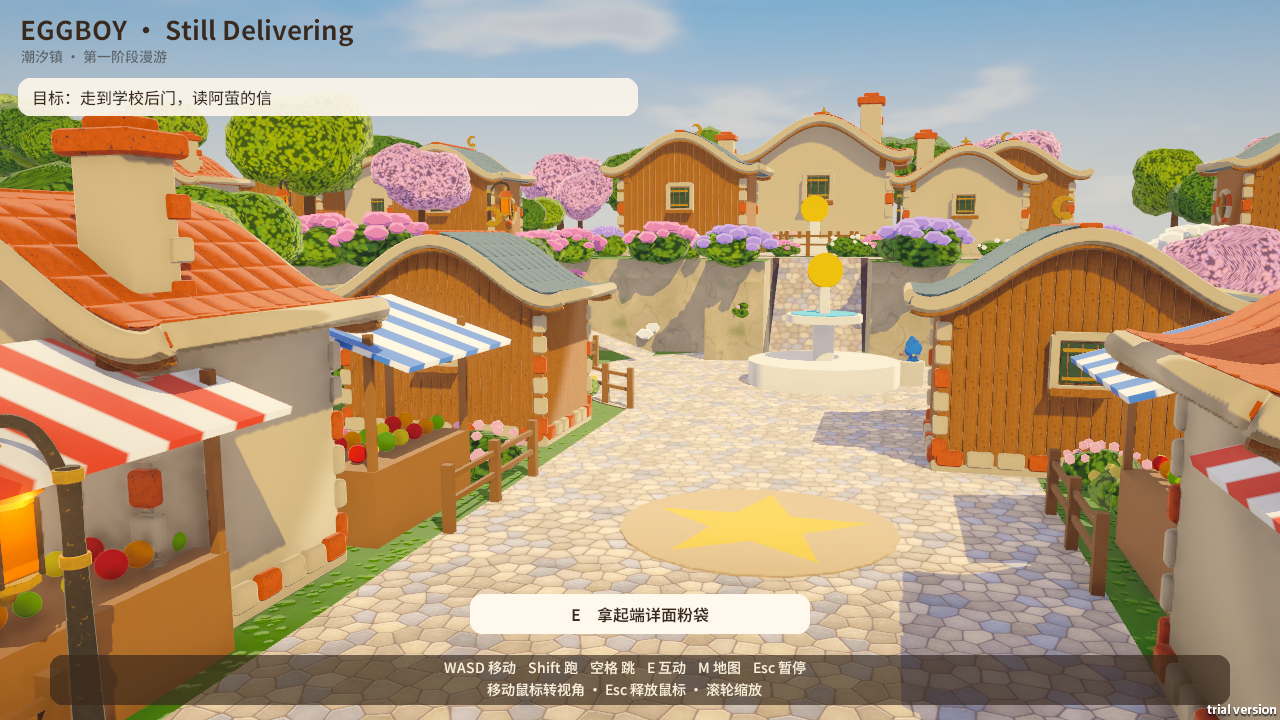 EGGBOY · Still Delivering
潮汐镇 · 第一阶段漫游
目标：走到学校后门，读阿萤的信
E 拿起端详面粉袋
WASD 移动 Shift 跑 空格 跳 E 互动 M 地图 Esc 暂停
移动鼠标转视角 · Esc 释放鼠标 · 滚轮缩放
trial version